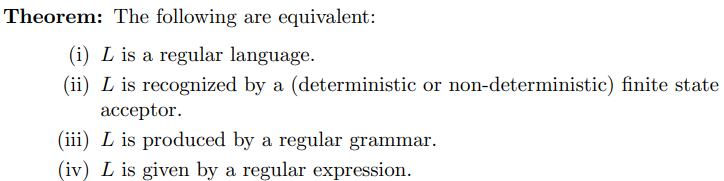 Theorem: The following are equivalent:
(i) L is a regular language.
(ii) L is recognized by a (deterministic or non-deterministic) finite state
acceptor.
(iii) L is produced by a regular grammar.
(iv) L is given by a regular expression.